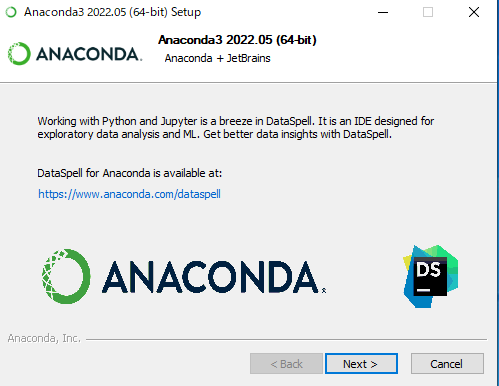 Anaconda3 2022.05 (64-bit) Setup
ANACONDA.
Anaconda3 2022.05 (64-bit)
Anaconda + JetBrains
Working with Python and Jupyter is a breeze in DataSpell. It is an IDE designed for
exploratory data analysis and ML. Get better data insights with DataSpell.
DataSpell for Anaconda is available at:
https://www.anaconda.com/dataspell
ANACONDA.
DS
Anaconda, Inc.
< Back
Next >
Cancel